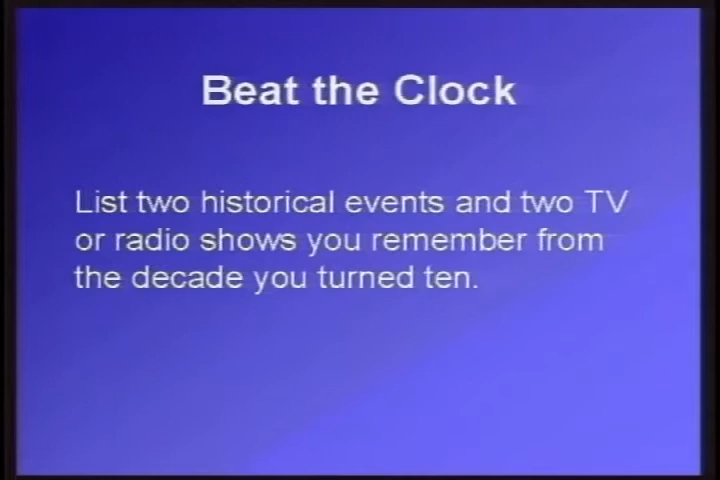 Beat the Clock
List two historical events and two TV
or radio shows you remember from
the decade you turned ten.